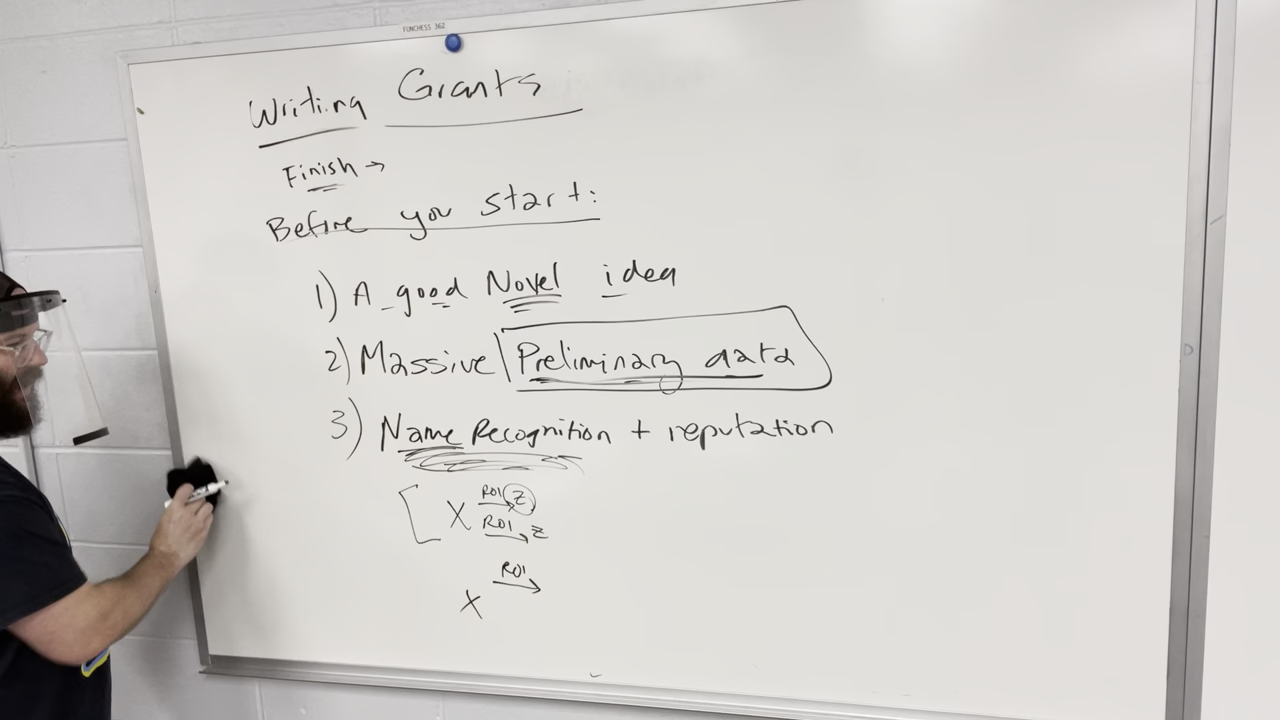 FUNCHESS 362
Writing Grants
Finish →
Before you start:
1) A good Novel idea
2) Massive Preliminary data
3) Name Recognition + reputation
X R01 Z
R01 Z
R01
X